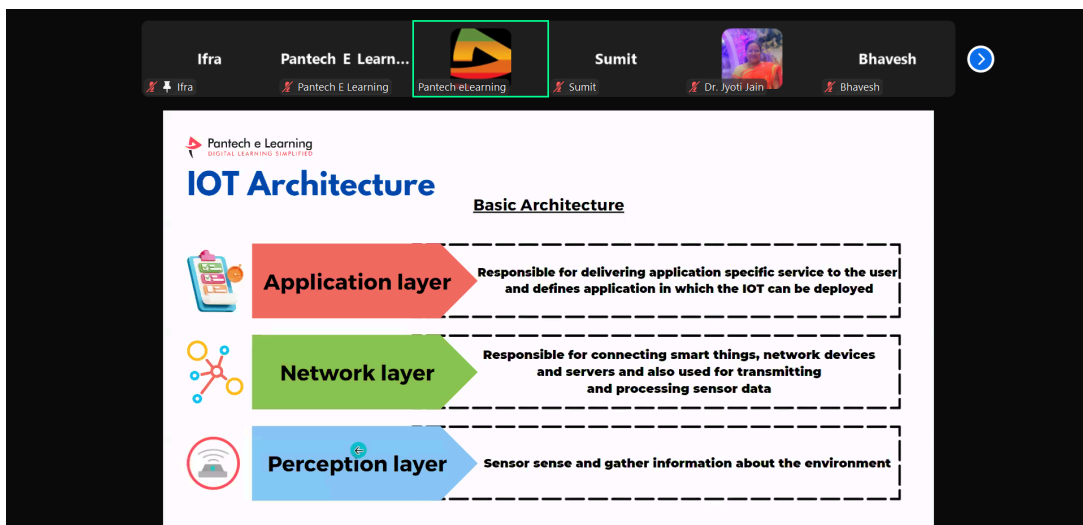 Ifra
Pantech E Learn...
Sumit
Bhavesh
Ifra
Pantech E Learning
Pantech eLearning
Sumit
Dr. Jyoti Jain
Bhavesh
Pantech e Learning
DIGITAL LEARNING SIMPLIFIED
IOT Architecture
Basic Architecture
Application layer
Responsible for delivering application specific service to the user
and defines application in which the IOT can be deployed
Network layer
Responsible for connecting smart things, network devices
and servers and also used for transmitting
and processing sensor data
Perception layer
Sensor sense and gather information about the environment